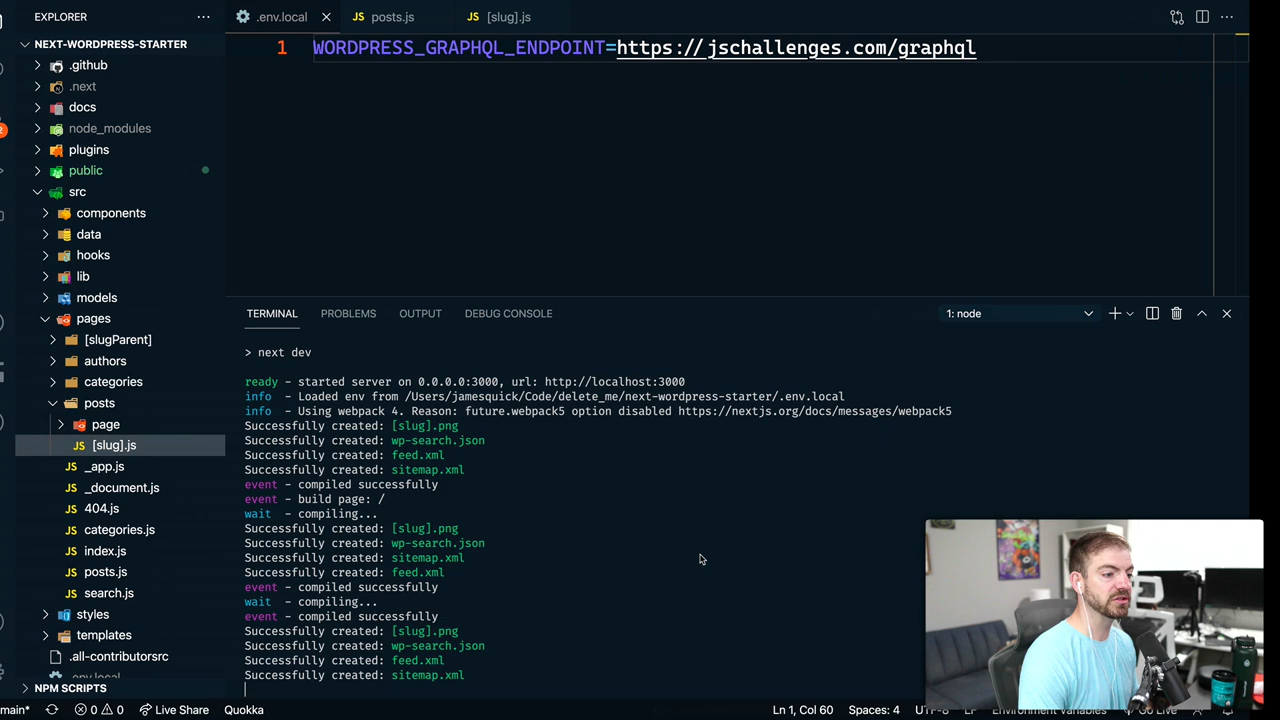 EXPLORER
.env.local
posts.js
[slug].js
NEXT-WORDPRESS-STARTER
.github
.next
docs
node_modules
plugins
public
src
components
data
hooks
lib
models
pages
[slugParent]
authors
categories
posts
page
[slug].js
_app.js
_document.js
404.js
categories.js
index.js
posts.js
search.js
styles
templates
.all-contributorsrc
.env.local
NPM SCRIPTS
1 WORDPRESS_GRAPHQL_ENDPOINT=https://jschallenges.com/graphql
TERMINAL PROBLEMS OUTPUT DEBUG CONSOLE 1: node
> next dev
ready - started server on 0.0.0.0:3000, url: http://localhost:3000
info - Loaded env from /Users/jamesquick/Code/delete_me/next-wordpress-starter/.env.local
info - Using webpack 4. Reason: future.webpack5 option disabled https://nextjs.org/docs/messages/webpack5
Successfully created: [slug].png
Successfully created: wp-search.json
Successfully created: feed.xml
Successfully created: sitemap.xml
event - compiled successfully
event - build page: /
wait - compiling...
Successfully created: [slug].png
Successfully created: wp-search.json
Successfully created: sitemap.xml
Successfully created: feed.xml
event - compiled successfully
wait - compiling...
event - compiled successfully
Successfully created: [slug].png
Successfully created: wp-search.json
Successfully created: feed.xml
Successfully created: sitemap.xml
main* 0 0 Live Share Quokka Ln 1, Col 60 Spaces: 4 UTF-8 LF Environment Variables Go Live